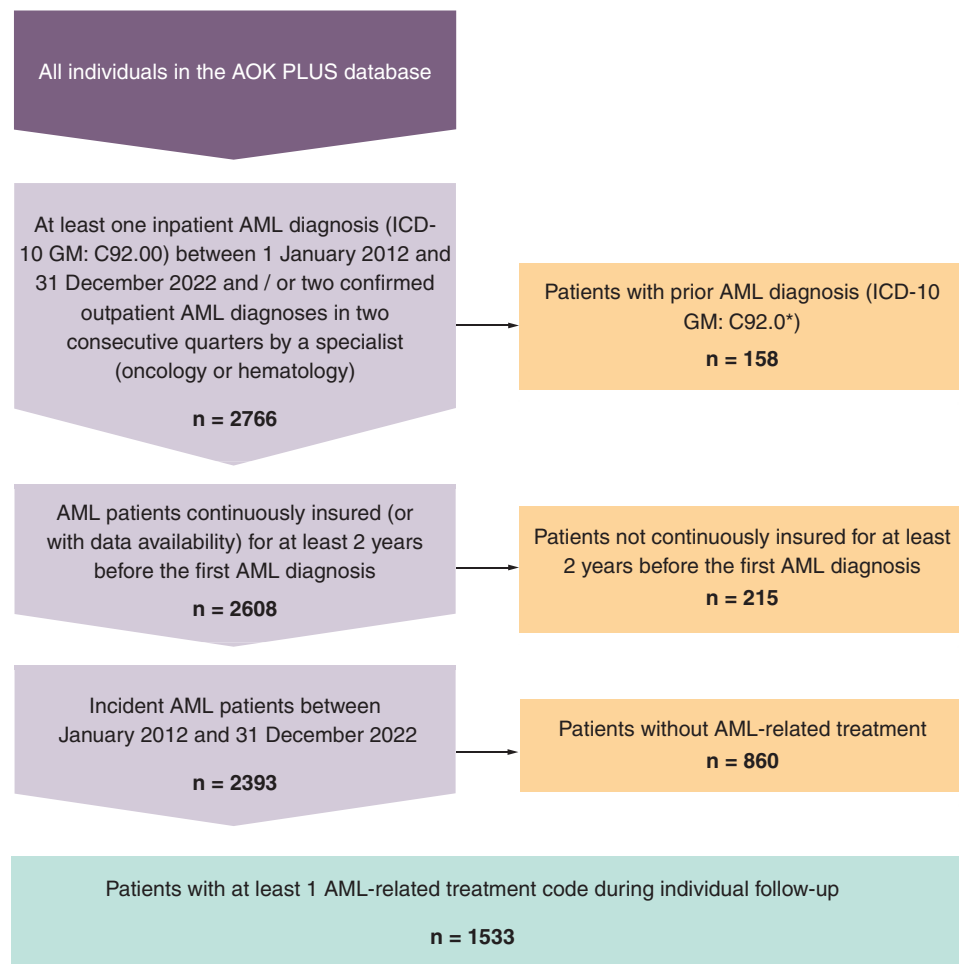 All individuals in the AOK PLUS database
At least one inpatient AML diagnosis (ICD-
10 GM: C92.00) between 1 January 2012 and
31 December 2022 and / or two confirmed
outpatient AML diagnoses in two
consecutive quarters by a specialist
(oncology or hematology)
n = 2766
Patients with prior AML diagnosis (ICD-10
GM: C92.0*)
n = 158
AML patients continuously insured (or
with data availability) for at least 2 years
before the first AML diagnosis
n = 2608
Patients not continuously insured for at least
2 years before the first AML diagnosis
n = 215
Incident AML patients between
January 2012 and 31 December 2022
n = 2393
Patients without AML-related treatment
n = 860
Patients with at least 1 AML-related treatment code during individual follow-up
n = 1533